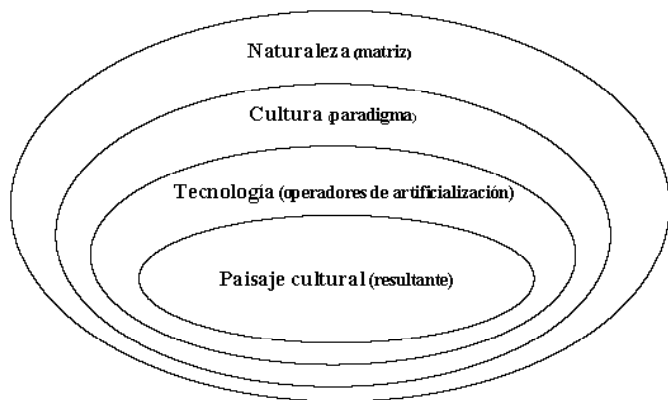 Naturaleza (matriz)
Cultura (paradigma)
Tecnología (operadores de artificialización)
Paisaje cultural (resultante)